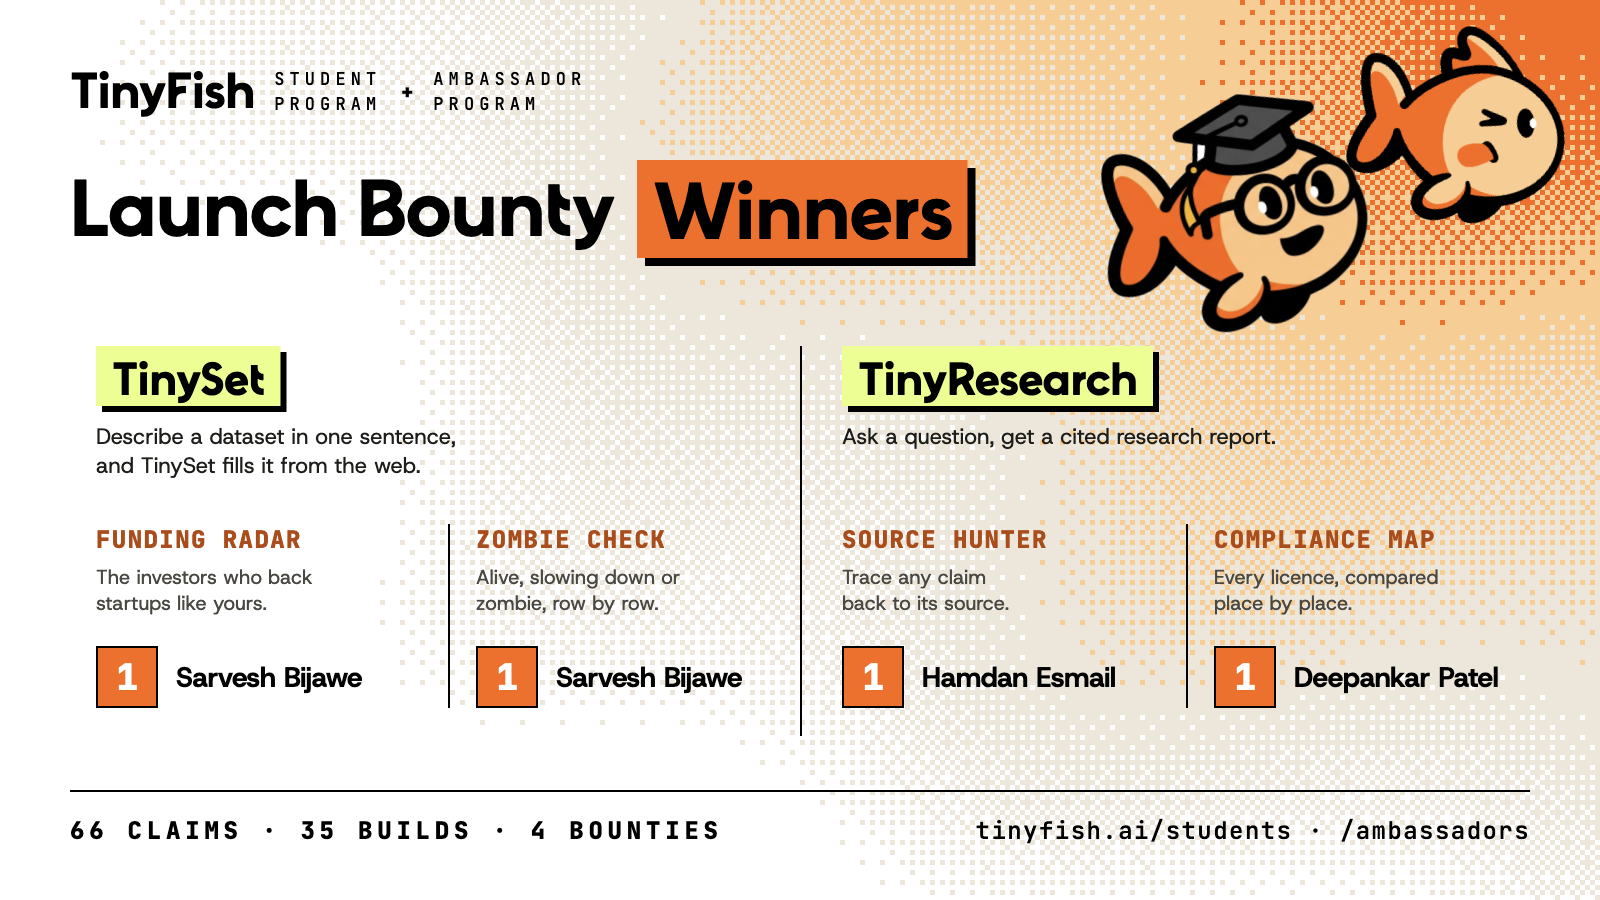 TinyFish
STUDENT PROGRAM + AMBASSADOR PROGRAM
Launch Bounty Winners
TinySet
Describe a dataset in one sentence,
and TinySet fills it from the web.
FUNDING RADAR
The investors who back
startups like yours.
1 Sarvesh Bijawe
ZOMBIE CHECK
Alive, slowing down or
zombie, row by row.
1 Sarvesh Bijawe
TinyResearch
Ask a question, get a cited research report.
SOURCE HUNTER
Trace any claim
back to its source.
1 Hamdan Esmail
COMPLIANCE MAP
Every licence, compared
place by place.
1 Deepankar Patel
66 CLAIMS · 35 BUILDS · 4 BOUNTIES
tinyfish.ai/students · /ambassadors